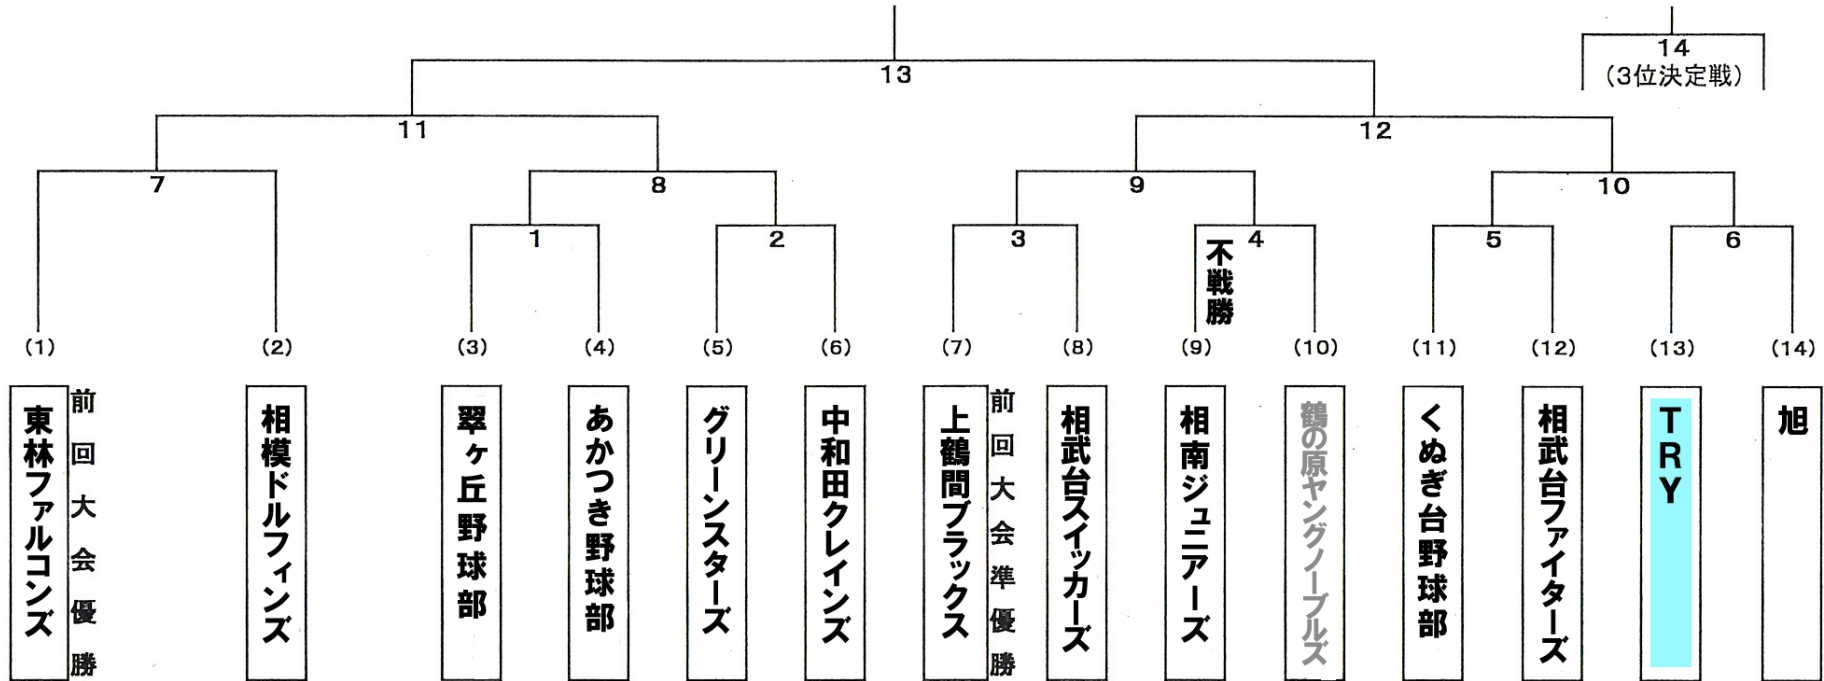 14
(3位決定戦)
13
11
12
7
8
9
10
1
2
3
不戦勝
4
5
6
(1)
(2)
(3)
(4)
(5)
(6)
(7)
(8)
(9)
(10)
(11)
(12)
(13)
(14)
東林ファルコンズ
前回大会優勝
相模ドルフィンズ
翠ヶ丘野球部
あかつき野球部
グリーンスターズ
中和田クレインズ
上鶴間ブラックス
前回大会準優勝
相武台スイッカーズ
相南ジュニアーズ
鶴の原ヤングノーブルズ
くぬぎ台野球部
相武台ファイターズ
TRY
旭